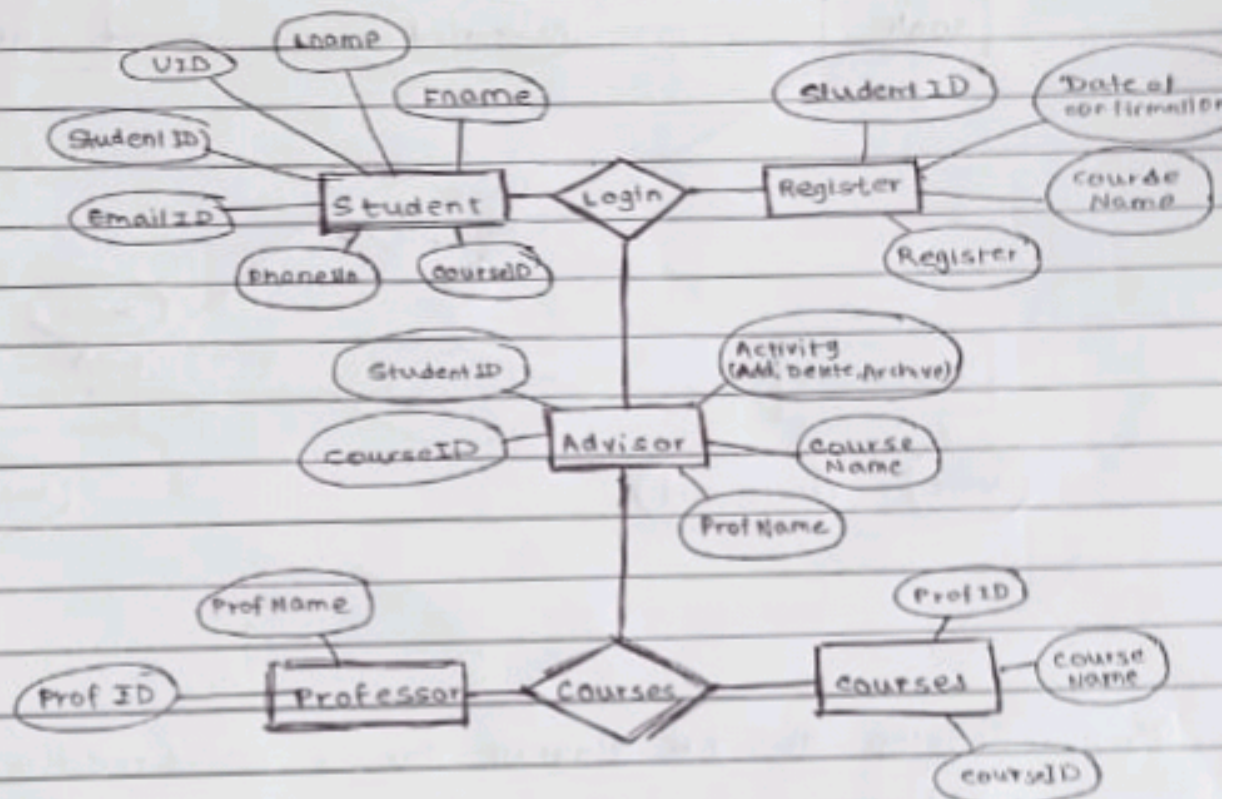 Lname
UID
Fname
Student ID
Date of
confirmation
Student ID
Student
Login
Register
Course
Name
Email ID
PhoneNo
CourseID
Register
Student ID
Activity
(Add, Delete, Archive)
CourseID
Advisor
Course
Name
Prof Name
Prof Name
Prof ID
Prof ID
Professor
Courses
Courses
Course
Name
CourseID